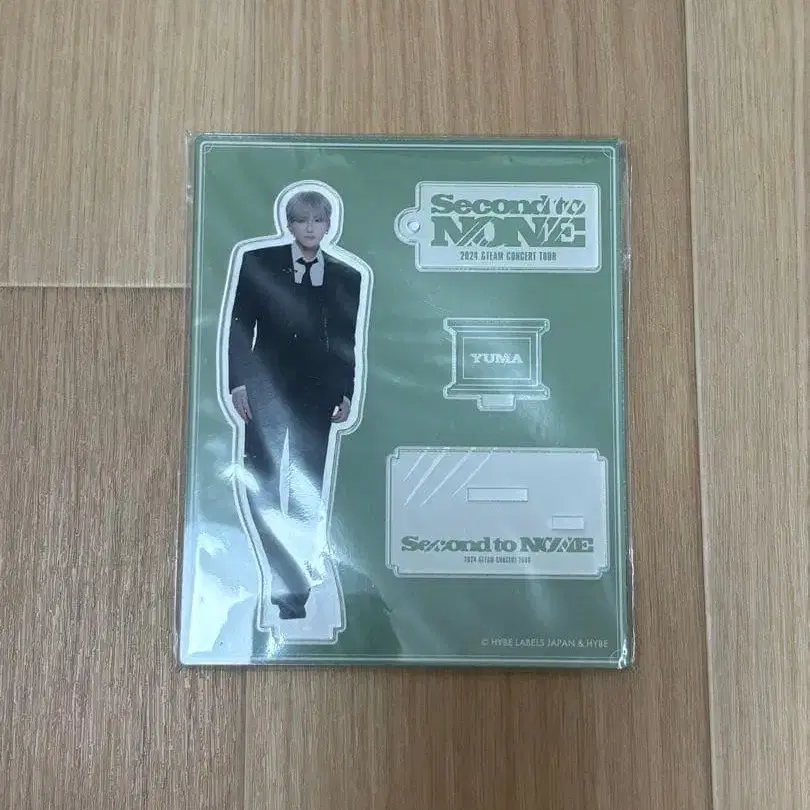 Second to
NONE
2024 &TEAM CONCERT TOUR
YUMA
Second to NONE
2024 &TEAM CONCERT TOUR
© HYBE LABELS JAPAN & HYBE